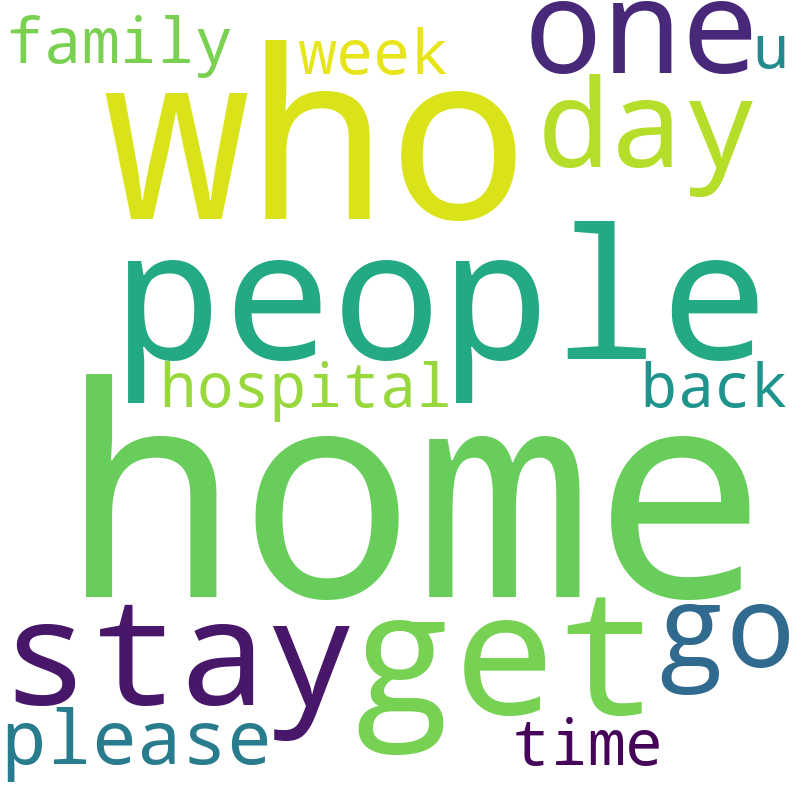 family week one u
who day
people
hospital back
home
stay get go
please time